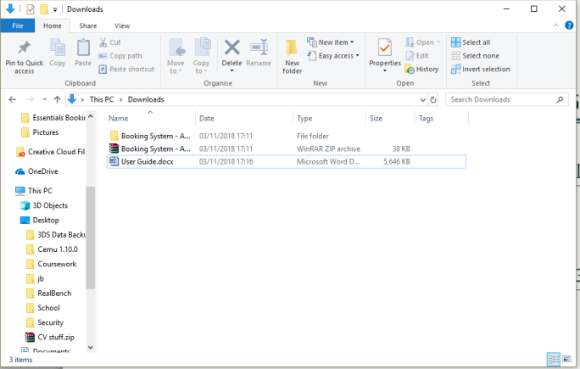 Downloads
File Home Share View
Pin to Quick access
Copy
Paste
Cut
Copy path
Paste shortcut
Clipboard
Move to
Copy to
Delete
Rename
Organise
New folder
New item
Easy access
New
Properties
Open
Edit
History
Open
Select all
Select none
Invert selection
Select
This PC > Downloads
Search Downloads
Name Date Type Size Tags
Booking System - A... 03/11/2018 17:11 File folder
Booking System - A... 03/11/2018 17:11 WinRAR ZIP archive 38 KB
User Guide.docx 03/11/2018 17:16 Microsoft Word D... 5,646 KB
Essentials Bookin
Pictures
Creative Cloud Fil
OneDrive
This PC
3D Objects
Desktop
3DS Data Back
Cemu 1.10.0
Coursework
jb
RealBench
School
Security
CV stuff.zip
Documents
3 items